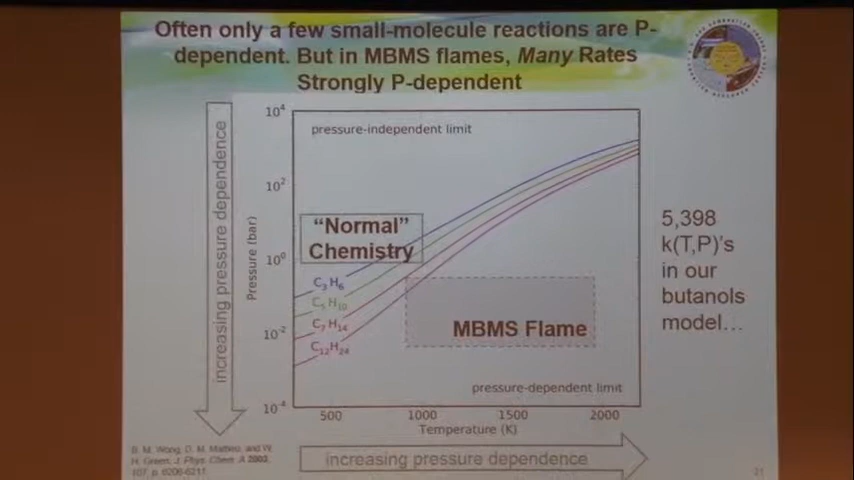 Often only a few small-molecule reactions are P-
dependent. But in MBMS flames, Many Rates
Strongly P-dependent
increasing pressure dependence
Pressure (bar)
10⁴
10²
10⁰
10⁻²
10⁻⁴
pressure-independent limit
"Normal"
Chemistry
C₃H₆
C₅H₁₀
C₇H₁₄
C₁₂H₂₄
MBMS Flame
pressure-dependent limit
500 1000 1500 2000
Temperature (K)
increasing pressure dependence
5,398
k(T,P)'s
in our
butanols
model…
B. M. Wong, D. M. Matheu, and W.
H. Green, J. Phys. Chem. A 2003,
107, p. 6206-6211
21